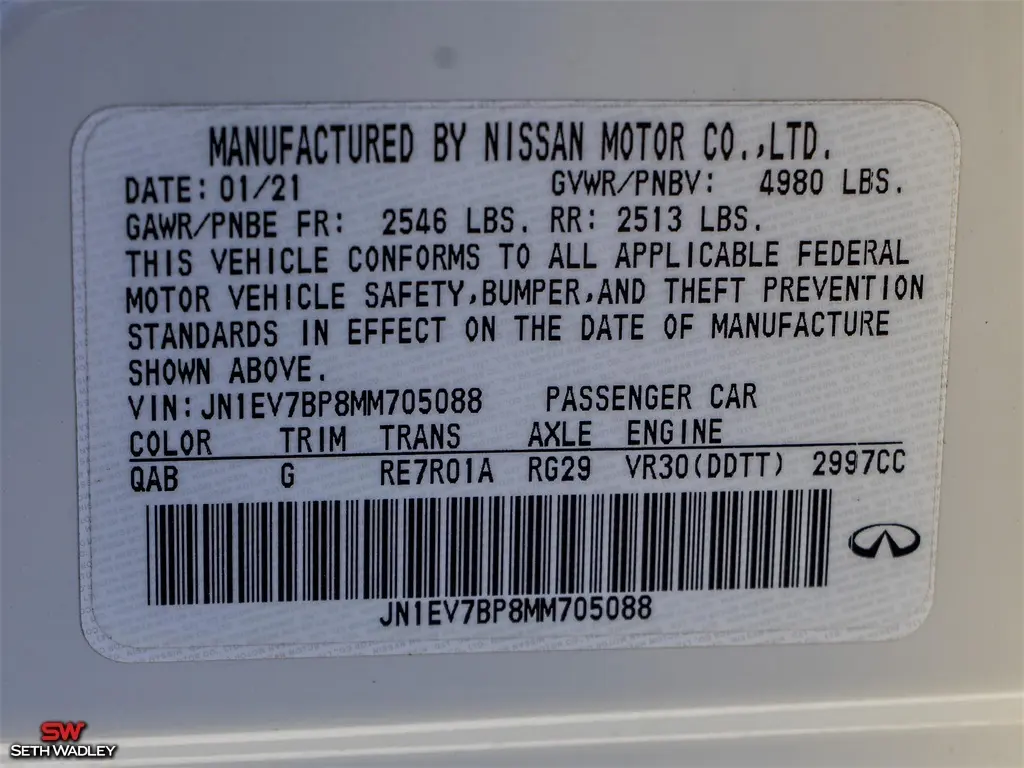 MANUFACTURED BY NISSAN MOTOR CO.,LTD.
DATE: 01/21 GVWR/PNBV: 4980 LBS.
GAWR/PNBE FR: 2546 LBS. RR: 2513 LBS.
THIS VEHICLE CONFORMS TO ALL APPLICABLE FEDERAL
MOTOR VEHICLE SAFETY,BUMPER,AND THEFT PREVENTION
STANDARDS IN EFFECT ON THE DATE OF MANUFACTURE
SHOWN ABOVE.
VIN:JN1EV7BP8MM705088 PASSENGER CAR
COLOR TRIM TRANS AXLE ENGINE
QAB G RE7R01A RG29 VR30(DDTT) 2997CC
JN1EV7BP8MM705088
SW
SETH WADLEY